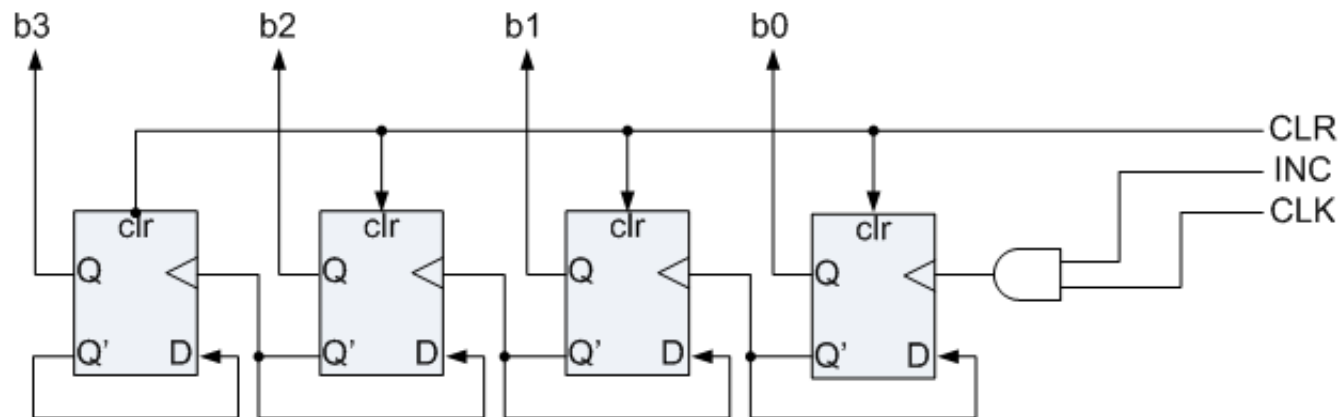 b3 b2 b1 b0
CLR
INC
CLK
clr clr clr clr
Q Q Q Q
Q’ D Q’ D Q’ D Q’ D